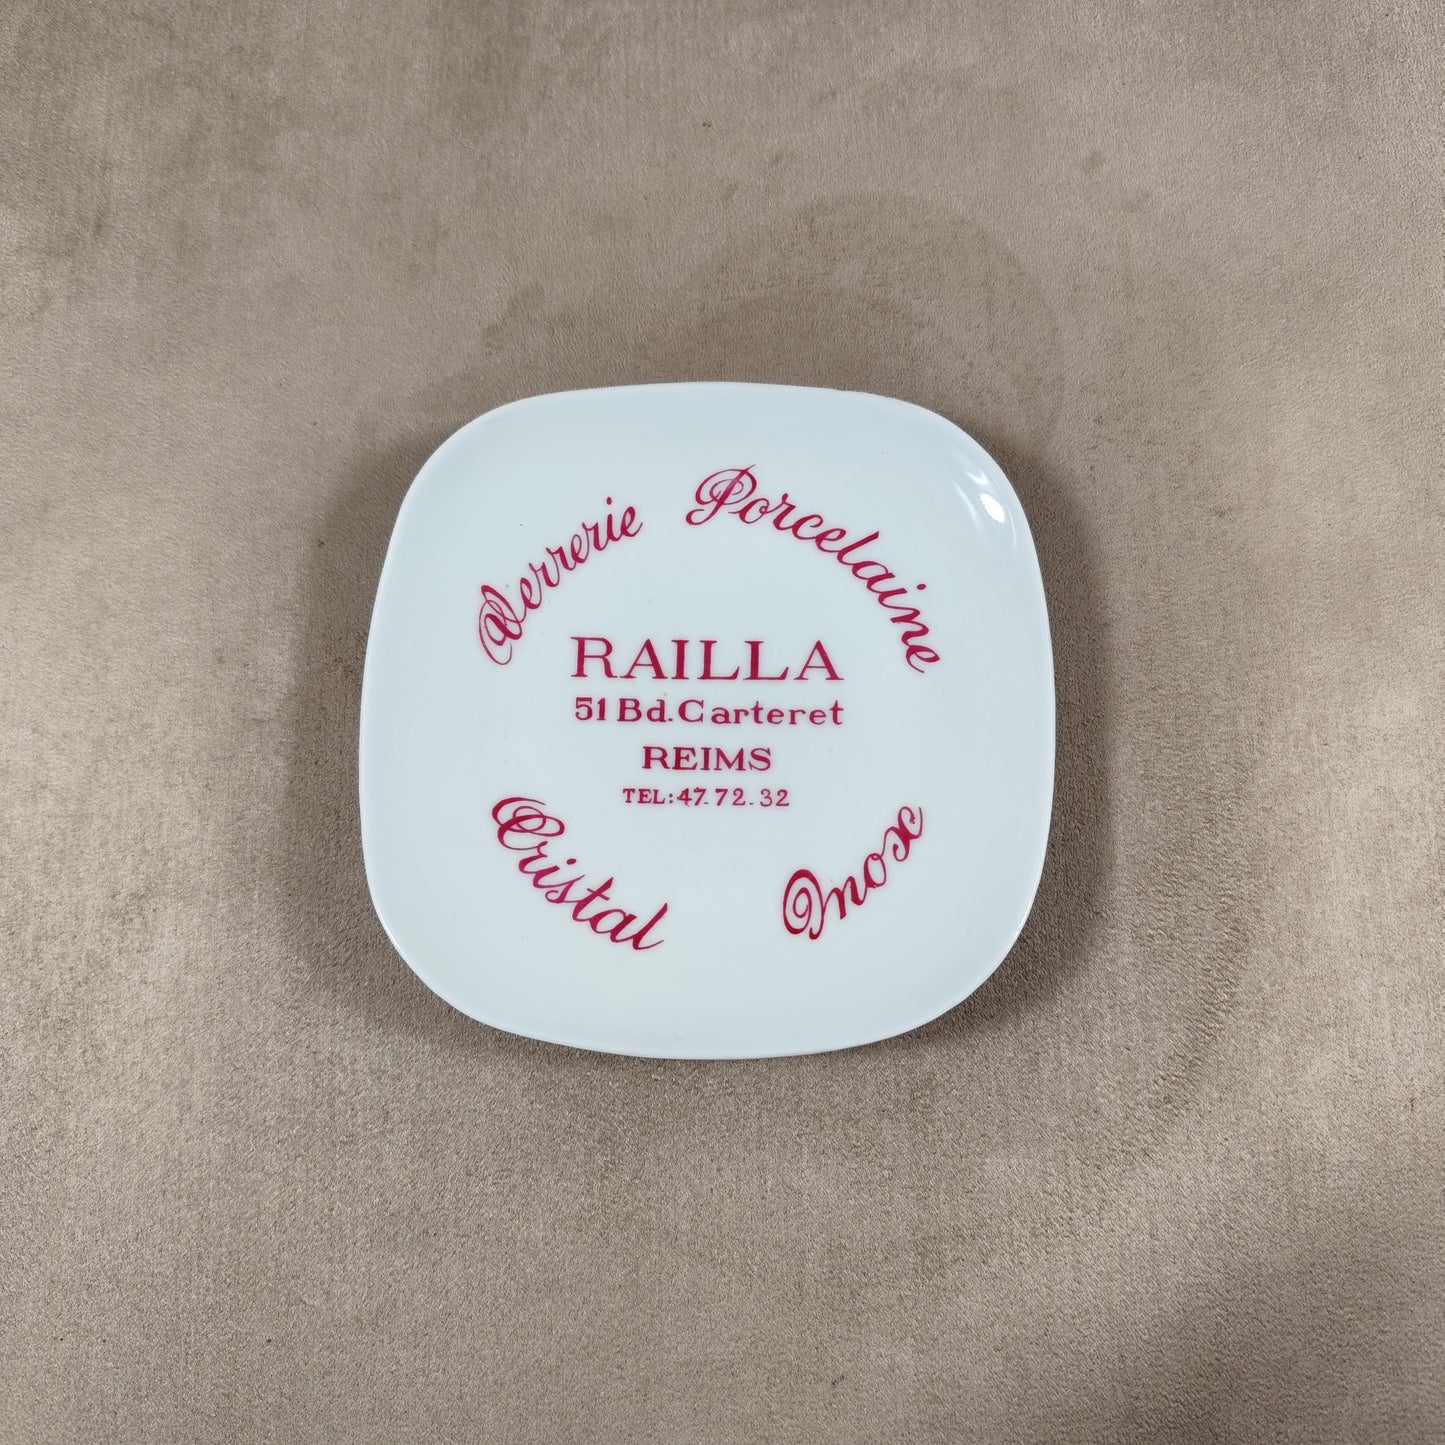 Verrerie Porcelaine
RAILLA
51 Bd. Carteret
REIMS
TEL: 47.72.32
Cristal Inox